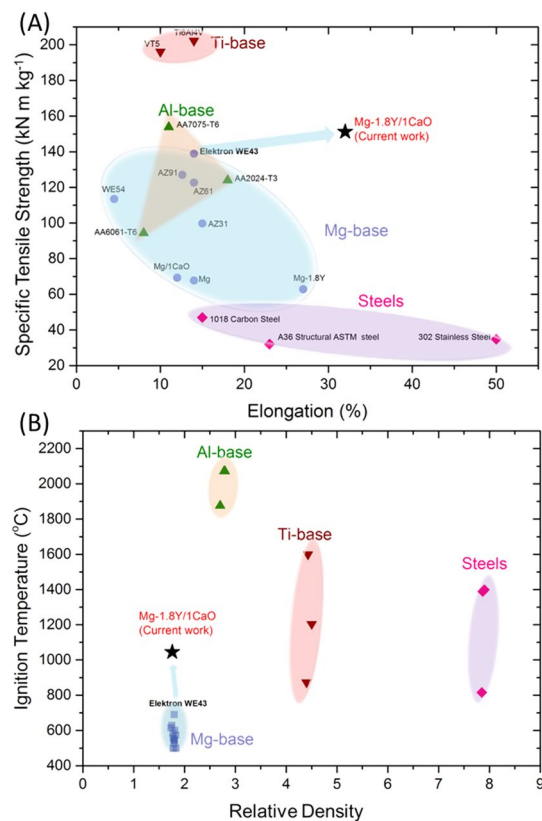 (A)
200
180
160
140
120
100
80
60
40
20
Specific Tensile Strength (kN m kg⁻¹)
VT5
Ti6Al4V
Ti-base
Al-base
AA7075-T6
Mg-1.8Y/1CaO
(Current work)
Elektron WE43
AZ91
AZ61
AA2024-T3
WE54
AZ31
Mg-base
AA6061-T6
Mg/1CaO
Mg
Mg-1.8Y
Steels
1018 Carbon Steel
A36 Structural ASTM steel
302 Stainless Steel
0 10 20 30 40 50
Elongation (%)
(B)
2200
2000
1800
1600
1400
1200
1000
800
600
400
Ignition Temperature (°C)
Al-base
Ti-base
Steels
Mg-1.8Y/1CaO
(Current work)
Elektron WE43
Mg-base
0 1 2 3 4 5 6 7 8 9
Relative Density